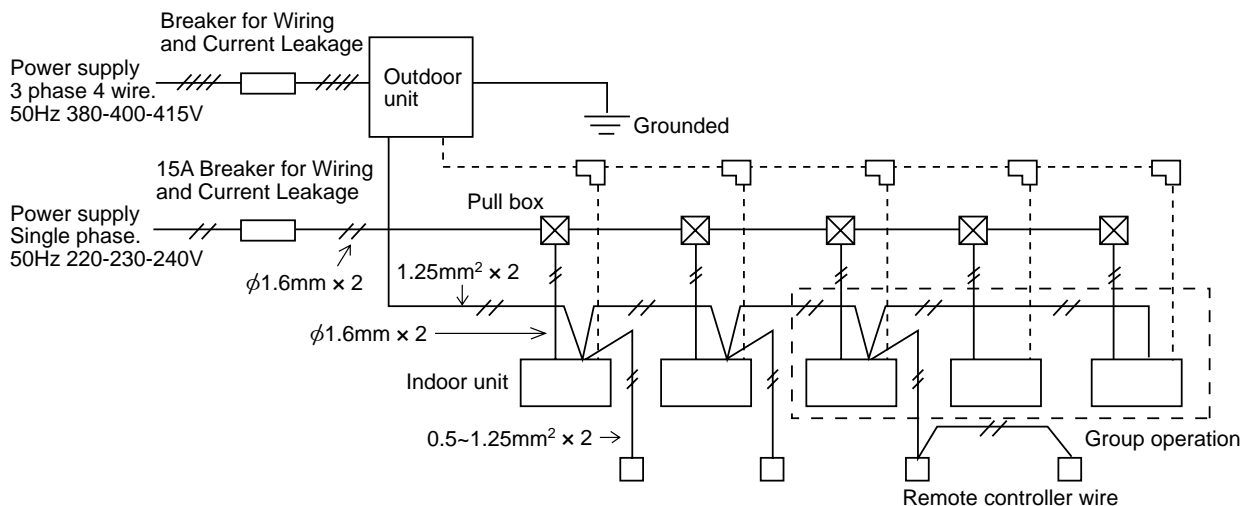 Breaker for Wiring
and Current Leakage
Power supply
3 phase 4 wire.
50Hz 380-400-415V
Outdoor
unit
Grounded
15A Breaker for Wiring
and Current Leakage
Power supply
Single phase.
50Hz 220-230-240V
Pull box
ϕ1.6mm × 2
1.25mm² × 2
ϕ1.6mm × 2
Indoor unit
0.5~1.25mm² × 2
Group operation
Remote controller wire